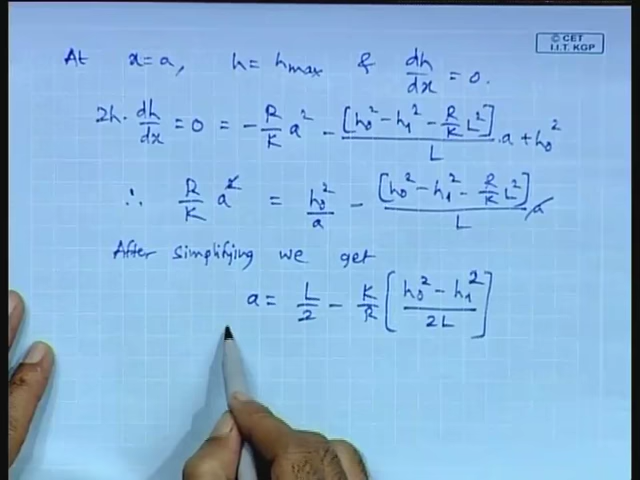 © CET
I.I.T. KGP
At x=a, h= hmax & dh/dx = 0.
2h. dh/dx = 0 = -R/K a² - [h₀² - h₁² - R/K L²]/L .a + h₀²
∴ R/K a² = h₀²/a - [h₀² - h₁² - R/K L²]/L a
After simplifying we get
a = L/2 - K/R [h₀² - h₁²/2L]